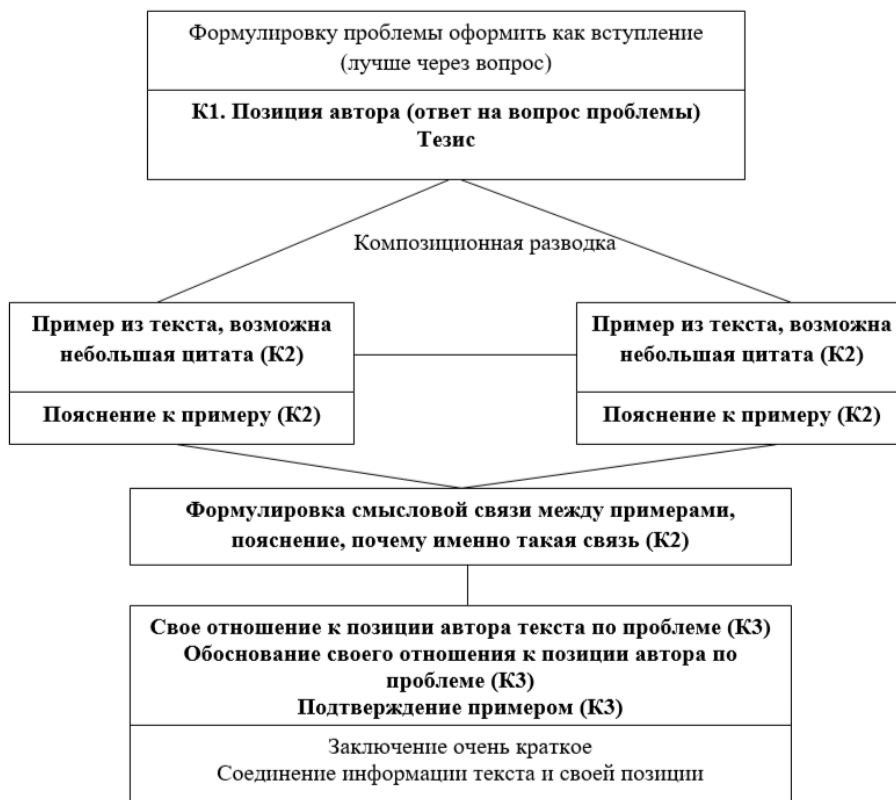 Формулировку проблемы оформить как вступление
(лучше через вопрос)
К1. Позиция автора (ответ на вопрос проблемы)
Тезис
Композиционная разводка
Пример из текста, возможна
небольшая цитата (К2)
Пояснение к примеру (К2)
Пример из текста, возможна
небольшая цитата (К2)
Пояснение к примеру (К2)
Формулировка смысловой связи между примерами,
пояснение, почему именно такая связь (К2)
Свое отношение к позиции автора текста по проблеме (К3)
Обоснование своего отношения к позиции автора по
проблеме (К3)
Подтверждение примером (К3)
Заключение очень краткое
Соединение информации текста и своей позиции